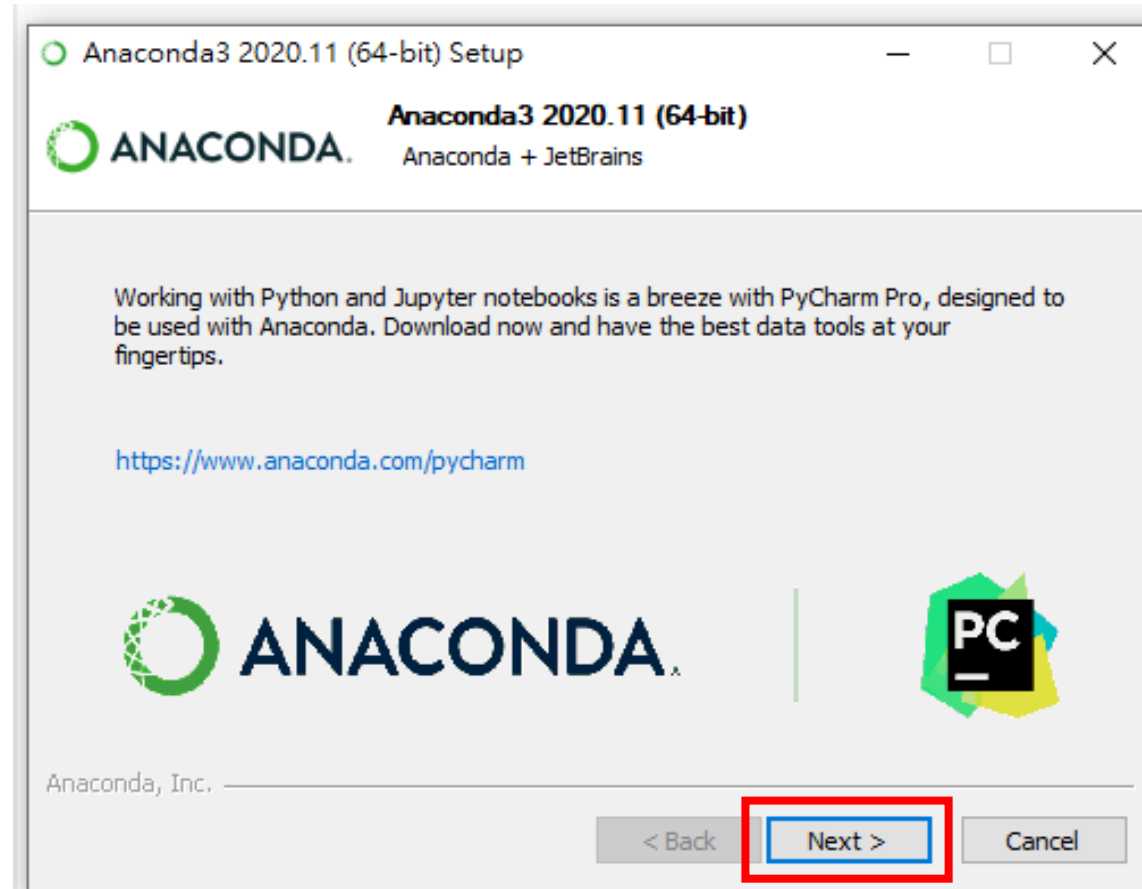 Anaconda3 2020.11 (64-bit) Setup
ANACONDA.
Anaconda3 2020.11 (64-bit)
Anaconda + JetBrains
Working with Python and Jupyter notebooks is a breeze with PyCharm Pro, designed to
be used with Anaconda. Download now and have the best data tools at your
fingertips.
https://www.anaconda.com/pycharm
ANACONDA.
PC
Anaconda, Inc.
< Back
Next >
Cancel